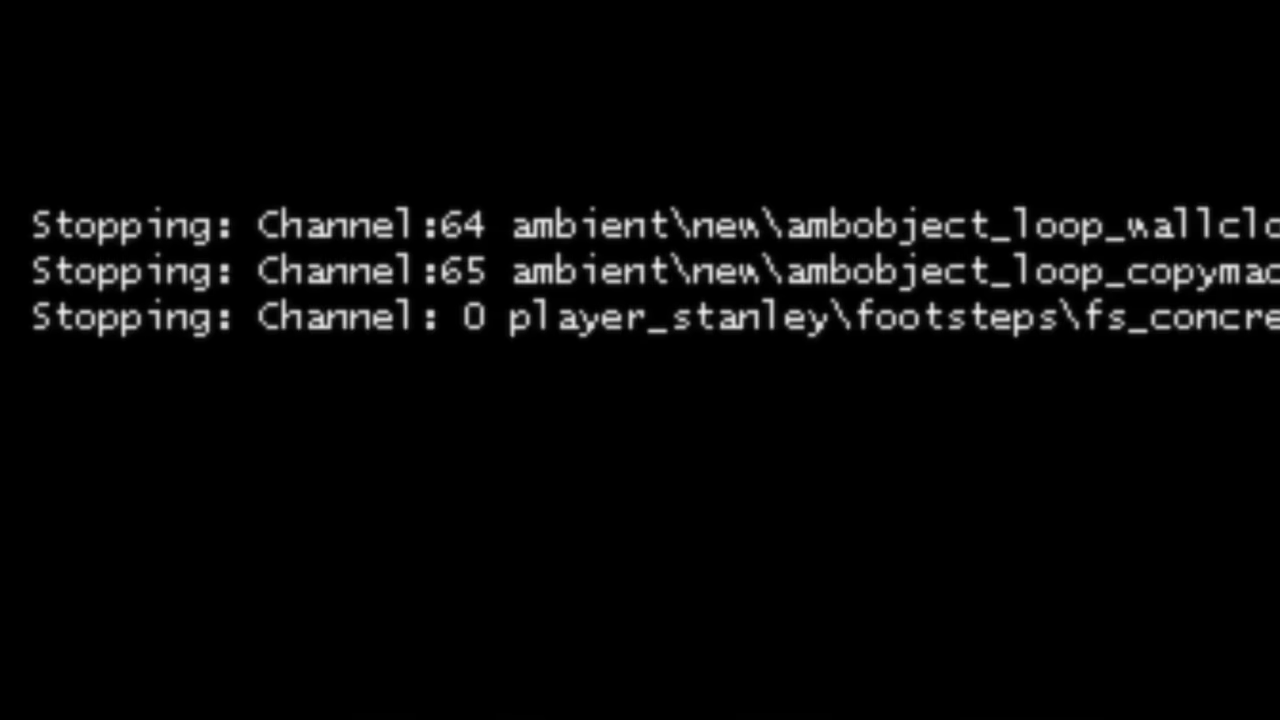 Stopping: Channel:64 ambient\new\ambobject_loop_wallclo
Stopping: Channel:65 ambient\new\ambobject_loop_copymac
Stopping: Channel: 0 player_stanley\footsteps\fs_concre